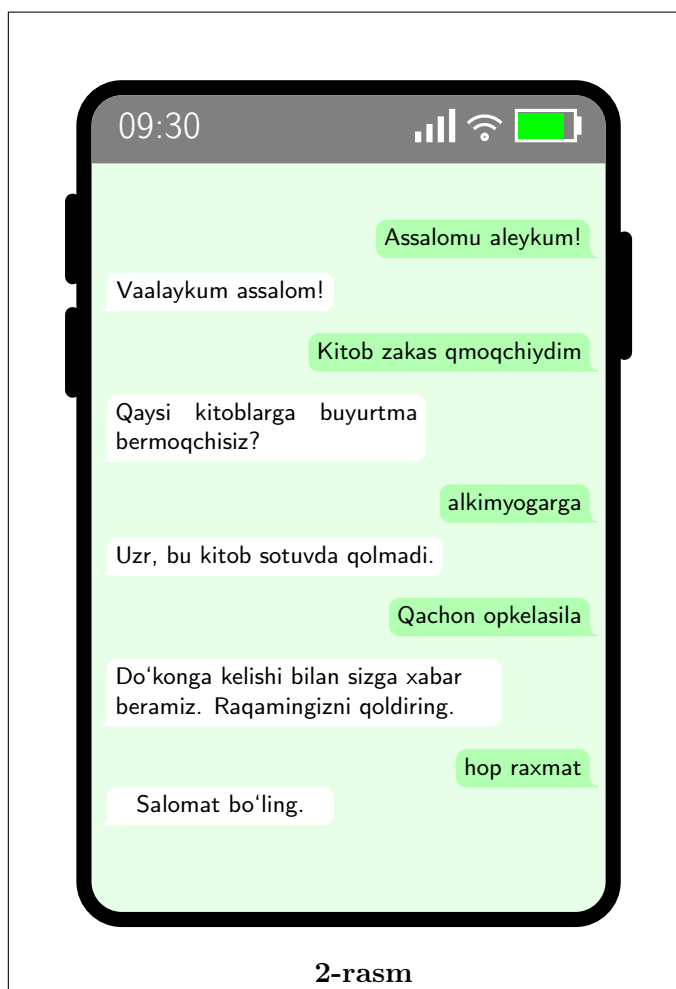 09:30
Assalomu aleykum!
Vaalaykum assalom!
Kitob zakas qmoqchiydim
Qaysi kitoblarga buyurtma
bermoqchisiz?
alkimyogarga
Uzr, bu kitob sotuvda qolmadi.
Qachon opkelasila
Do‘konga kelishi bilan sizga xabar
beramiz. Raqamingizni qoldiring.
hop raxmat
Salomat bo‘ling.
2-rasm